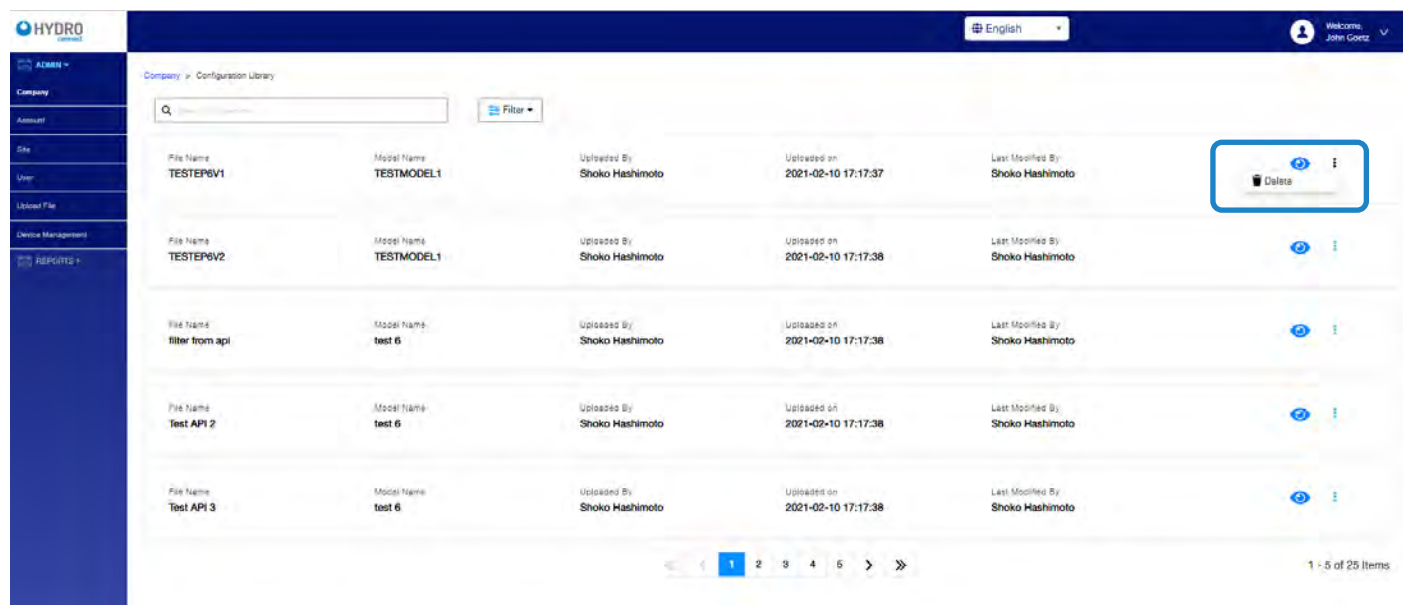 HYDRO
connect
English
Welcome,
John Goetz
ADMIN
Company
Account
Site
User
Upload File
Device Management
REPORTS
Company > Configuration Library
Filter
File Name Model Name Uploaded By Uploaded on Last Modified By
TESTEP6V1 TESTMODEL1 Shoko Hashimoto 2021-02-10 17:17:37 Shoko Hashimoto
Delete
File Name Model Name Uploaded By Uploaded on Last Modified By
TESTEP6V2 TESTMODEL1 Shoko Hashimoto 2021-02-10 17:17:38 Shoko Hashimoto
File Name Model Name Uploaded By Uploaded on Last Modified By
filter from api test 6 Shoko Hashimoto 2021-02-10 17:17:38 Shoko Hashimoto
File Name Model Name Uploaded By Uploaded on Last Modified By
Test API 2 test 6 Shoko Hashimoto 2021-02-10 17:17:38 Shoko Hashimoto
File Name Model Name Uploaded By Uploaded on Last Modified By
Test API 3 test 6 Shoko Hashimoto 2021-02-10 17:17:38 Shoko Hashimoto
1 2 3 4 5
1 - 5 of 25 Items